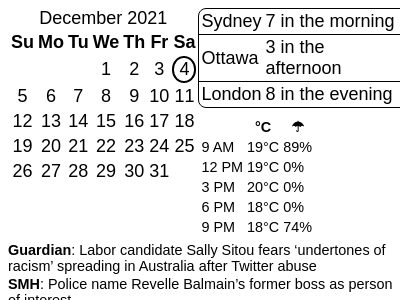 December 2021
Su Mo Tu We Th Fr Sa
1 2 3 4
5 6 7 8 9 10 11
12 13 14 15 16 17 18
19 20 21 22 23 24 25
26 27 28 29 30 31
Sydney 7 in the morning
Ottawa 3 in the
afternoon
London 8 in the evening
°C ☂
9 AM 19°C 89%
12 PM 19°C 0%
3 PM 20°C 0%
6 PM 18°C 0%
9 PM 18°C 74%
Guardian: Labor candidate Sally Sitou fears ‘undertones of
racism’ spreading in Australia after Twitter abuse
SMH: Police name Revelle Balmain’s former boss as person
of interest